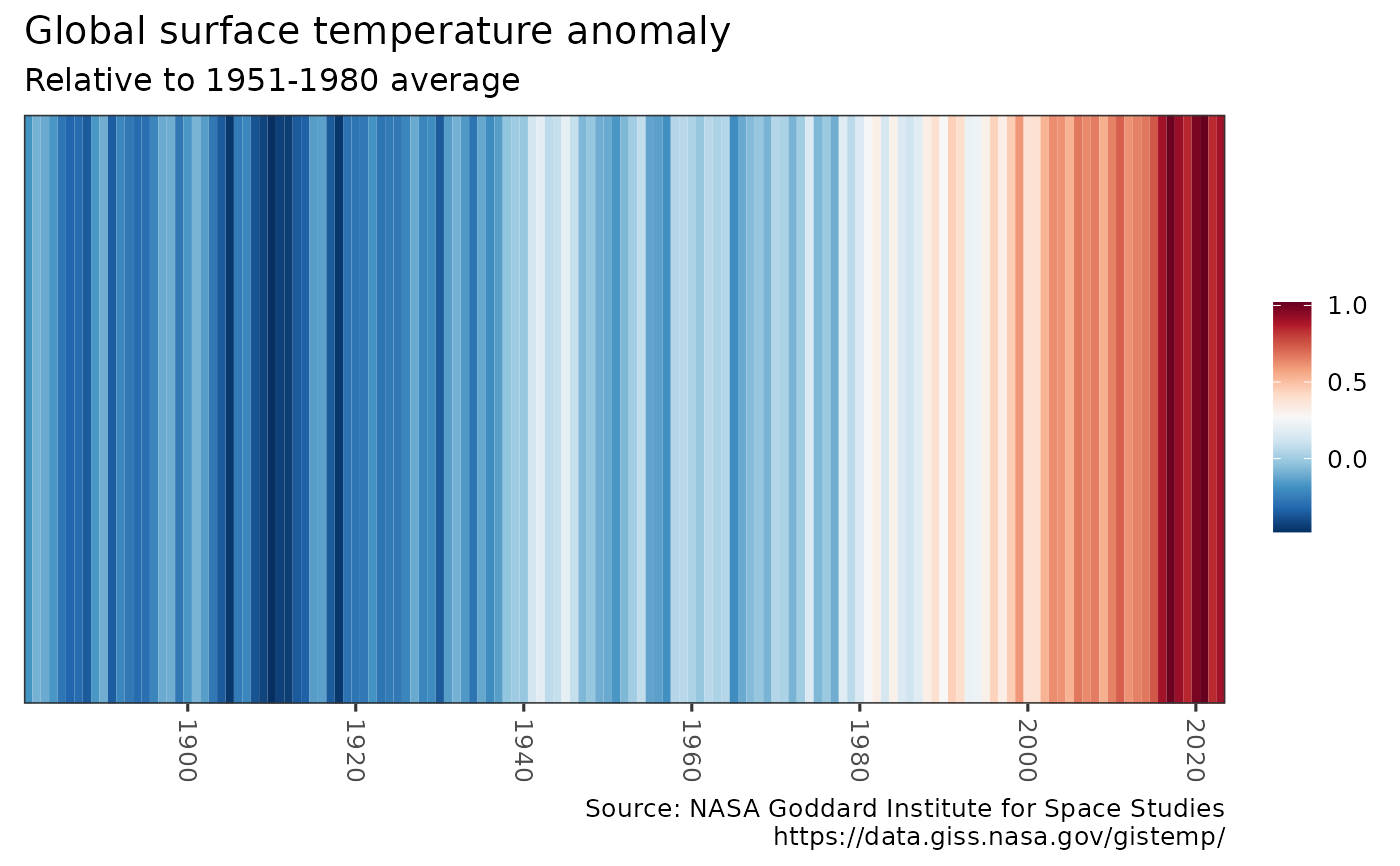 Global surface temperature anomaly
Relative to 1951-1980 average
1.0
0.5
0.0
1900
1920
1940
1960
1980
2000
2020
Source: NASA Goddard Institute for Space Studies
https://data.giss.nasa.gov/gistemp/